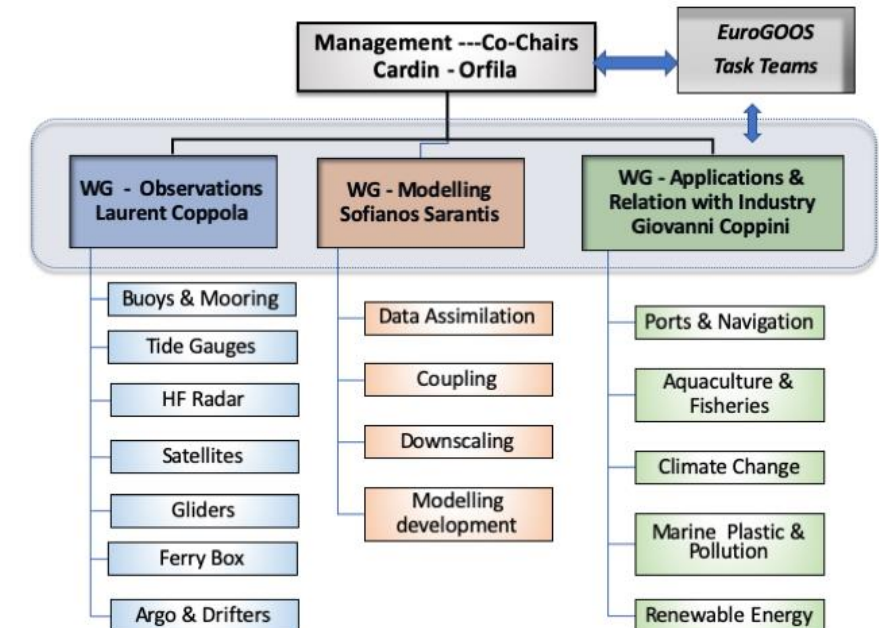 Management ---Co-Chairs
Cardin - Orfila
EuroGOOS
Task Teams
WG - Observations
Laurent Coppola
WG - Modelling
Sofianos Sarantis
WG - Applications &
Relation with Industry
Giovanni Coppini
Buoys & Mooring
Tide Gauges
HF Radar
Satellites
Gliders
Ferry Box
Argo & Drifters
Data Assimilation
Coupling
Downscaling
Modelling
development
Ports & Navigation
Aquaculture &
Fisheries
Climate Change
Marine Plastic &
Pollution
Renewable Energy